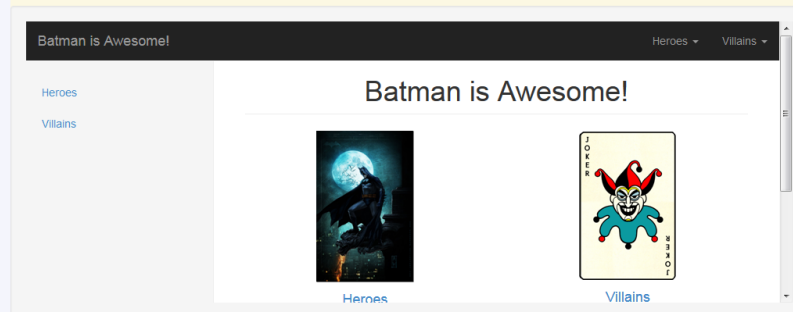 Batman is Awesome!
Heroes
Villains
Heroes
Villains
Batman is Awesome!
JOKER
JOKER
Heroes
Villains